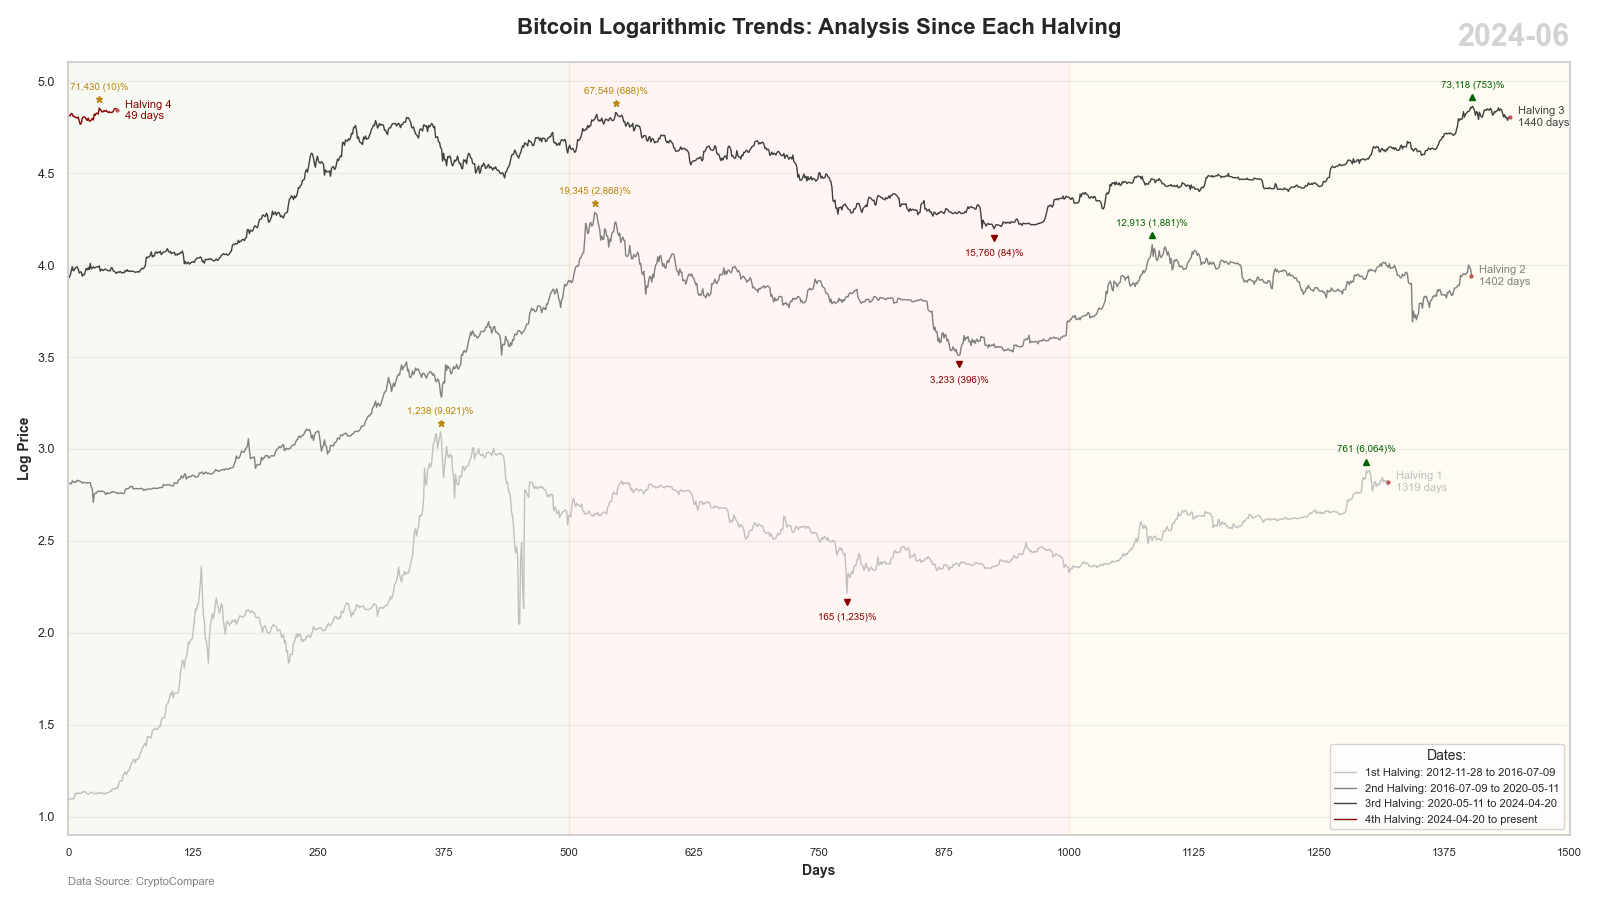 Bitcoin Logarithmic Trends: Analysis Since Each Halving
2024-06
5.0
4.5
4.0
3.5
3.0
2.5
2.0
1.5
1.0
Log Price
71,430 (10)%
Halving 4
49 days
67,549 (688)%
73,118 (753)%
Halving 3
1440 days
19,345 (2,868)%
12,913 (1,881)%
15,760 (84)%
Halving 2
1402 days
3,233 (396)%
1,238 (9,921)%
761 (6,064)%
Halving 1
1319 days
165 (1,235)%
Dates:
1st Halving: 2012-11-28 to 2016-07-09
2nd Halving: 2016-07-09 to 2020-05-11
3rd Halving: 2020-05-11 to 2024-04-20
4th Halving: 2024-04-20 to present
0 125 250 375 500 625 750 875 1000 1125 1250 1375 1500
Days
Data Source: CryptoCompare